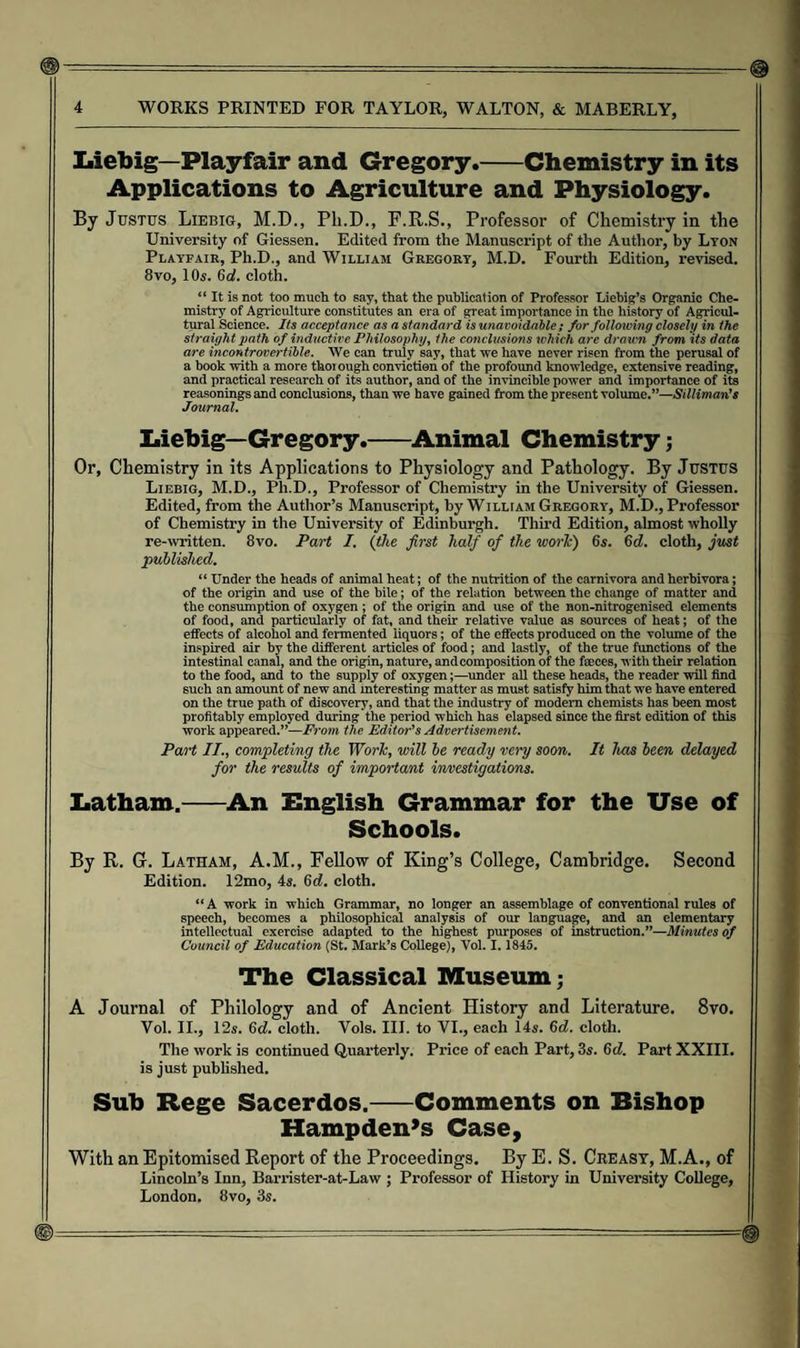 4 WORKS PRINTED FOR TAYLOR, WALTON, & MABERLY,
Liebig—Playfair and Gregory.——Chemistry in its
Applications to Agriculture and Physiology.
By Justus Liebig, M.D., Ph.D., F.R.S., Professor of Chemistry in the
University of Giessen. Edited from the Manuscript of the Author, by Lyon
Playfair, Ph.D., and William Gregory, M.D. Fourth Edition, revised.
8vo, 10s. 6d. cloth.
“ It is not too much to say, that the publication of Professor Liebig’s Organic Che-
mistry of Agriculture constitutes an era of great importance in the history of Agricul-
tural Science. Its acceptance as a standard is unavoidable; for following closely in the
straight path of inductive Philosophy, the conclusions which are drawn from its data
are incontrovertible. We can truly say, that we have never risen from the perusal of
a book with a more thorough conviction of the profound knowledge, extensive reading,
and practical research of its author, and of the invincible power and importance of its
reasonings and conclusions, than we have gained from the present volume.”—Silliman’s
Journal.
Liebig—Gregory.——Animal Chemistry;
Or, Chemistry in its Applications to Physiology and Pathology. By Justus
Liebig, M.D., Ph.D., Professor of Chemistry in the University of Giessen.
Edited, from the Author’s Manuscript, by William Gregory, M.D., Professor
of Chemistry in the University of Edinburgh. Third Edition, almost wholly
re-written. 8vo. Part I. (the first half of the work) 6s. 6d. cloth, just
published.
“ Under the heads of animal heat; of the nutrition of the carnivora and herbivora;
of the origin and use of the bile; of the relation between the change of matter and
the consumption of oxygen ; of the origin and use of the non-nitrogenised elements
of food, and particularly of fat, and their relative value as sources of heat; of the
effects of alcohol and fermented liquors; of the effects produced on the volume of the
inspired air by the different articles of food; and lastly, of the true functions of the
intestinal canal, and the origin, nature, and composition of the fæces, with their relation
to the food, and to the supply of oxygen;—under all these heads, the reader will find
such an amount of new and interesting matter as must satisfy him that we have entered
on the true path of discovery, and that the industry of modern chemists has been most
profitably employed during the period which has elapsed since the first edition of this
work appeared.”—From the Editor’s Advertisement.
Part II., completing the Work, will be ready very soon. It has been delayed
for the results of important investigations.
Latham.——An English Grammar for the Use of
Schools.
By R. G. Latham, A.M., Fellow of King’s College, Cambridge. Second
Edition. 12mo, 4s. 6d. cloth.
“A work in which Grammar, no longer an assemblage of conventional rules of
speech, becomes a philosophical analysis of our language, and an elementary
intellectual exercise adapted to the highest purposes of instruction.”—Minutes of
Council of Education (St. Mark’s College), Vol. I. 1845.
The Classical Museum;
A Journal of Philology and of Ancient History and Literature. 8vo.
Vol. II., 12s. 6d. cloth. Vols. III. to VI., each 14s. 6d. cloth.
The work is continued Quarterly. Price of each Part, 3s. 6d. Part XXIII.
is just published.
Sub Rege Sacerdos.——Comments on Bishop
Hampden’s Case,
With an Epitomised Report of the Proceedings. By E. S. Creasy, M.A., of
Lincoln’s Inn, Barrister-at-Law ; Professor of History in University College,
London. 8vo, 3s.